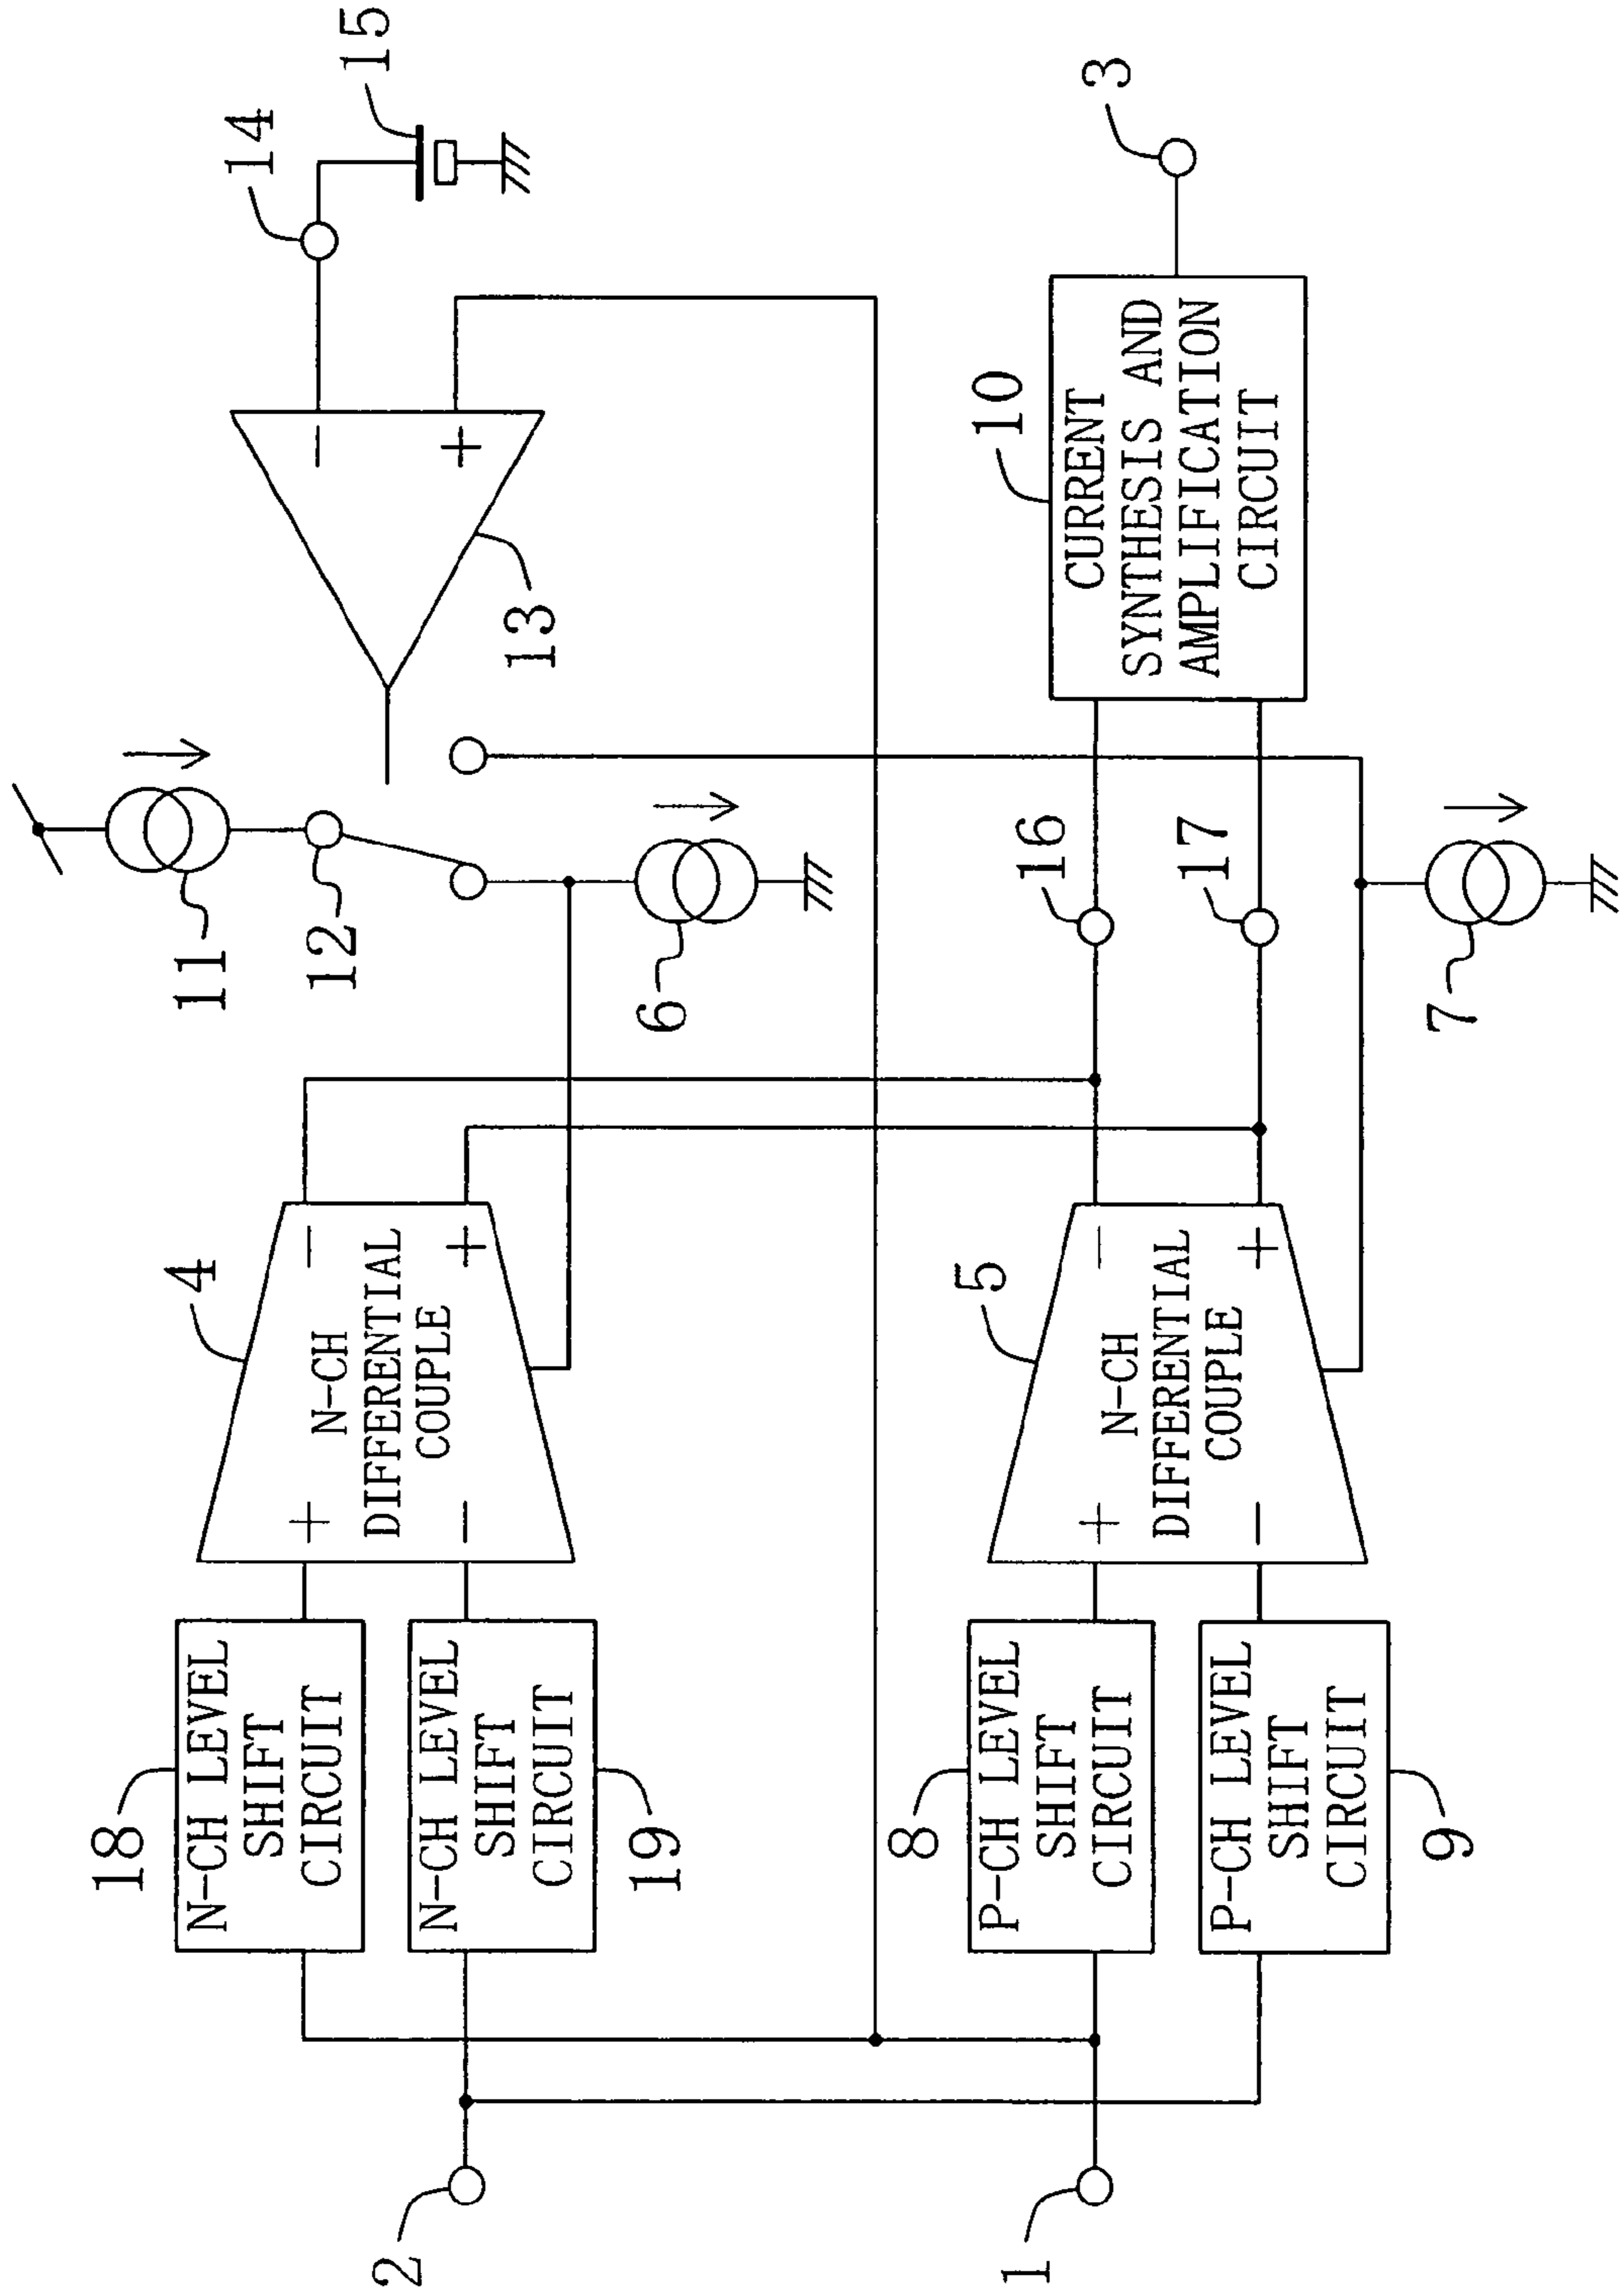 14
15
11
12
13
6
3
10
CURRENT
SYNTHESIS AND
AMPLIFICATION
CIRCUIT
−
+
16
17
7
4
N-CH
DIFFERENTIAL
COUPLE
+
−
−
+
5
N-CH
DIFFERENTIAL
COUPLE
+
−
−
+
18
N-CH LEVEL
SHIFT
CIRCUIT
19
N-CH LEVEL
SHIFT
CIRCUIT
8
P-CH LEVEL
SHIFT
CIRCUIT
9
P-CH LEVEL
SHIFT
CIRCUIT
2
1